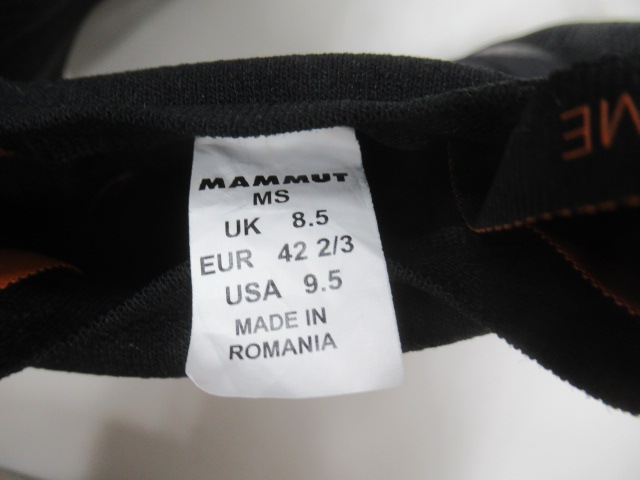 MAMMUT
MS
UK 8.5
EUR 42 2/3
USA 9.5
MADE IN
ROMANIA